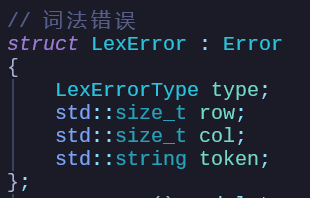 // 词法错误
struct LexError : Error
{
    LexErrorType type;
    std::size_t row;
    std::size_t col;
    std::string token;
};